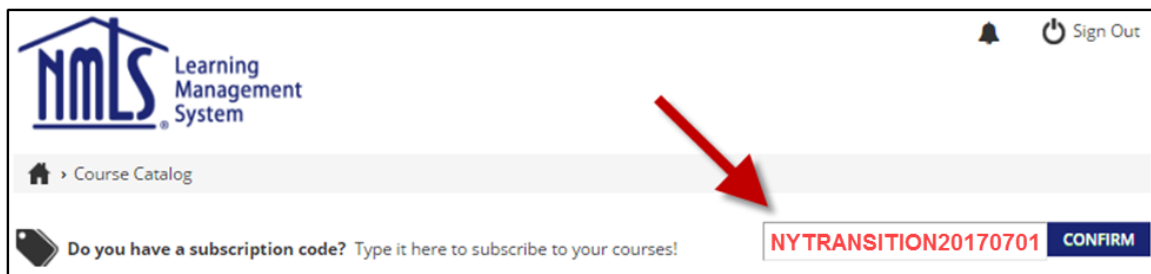 NMLS
Learning
Management
System
®
Sign Out
› Course Catalog
Do you have a subscription code? Type it here to subscribe to your courses!
NYTRANSITION20170701
CONFIRM